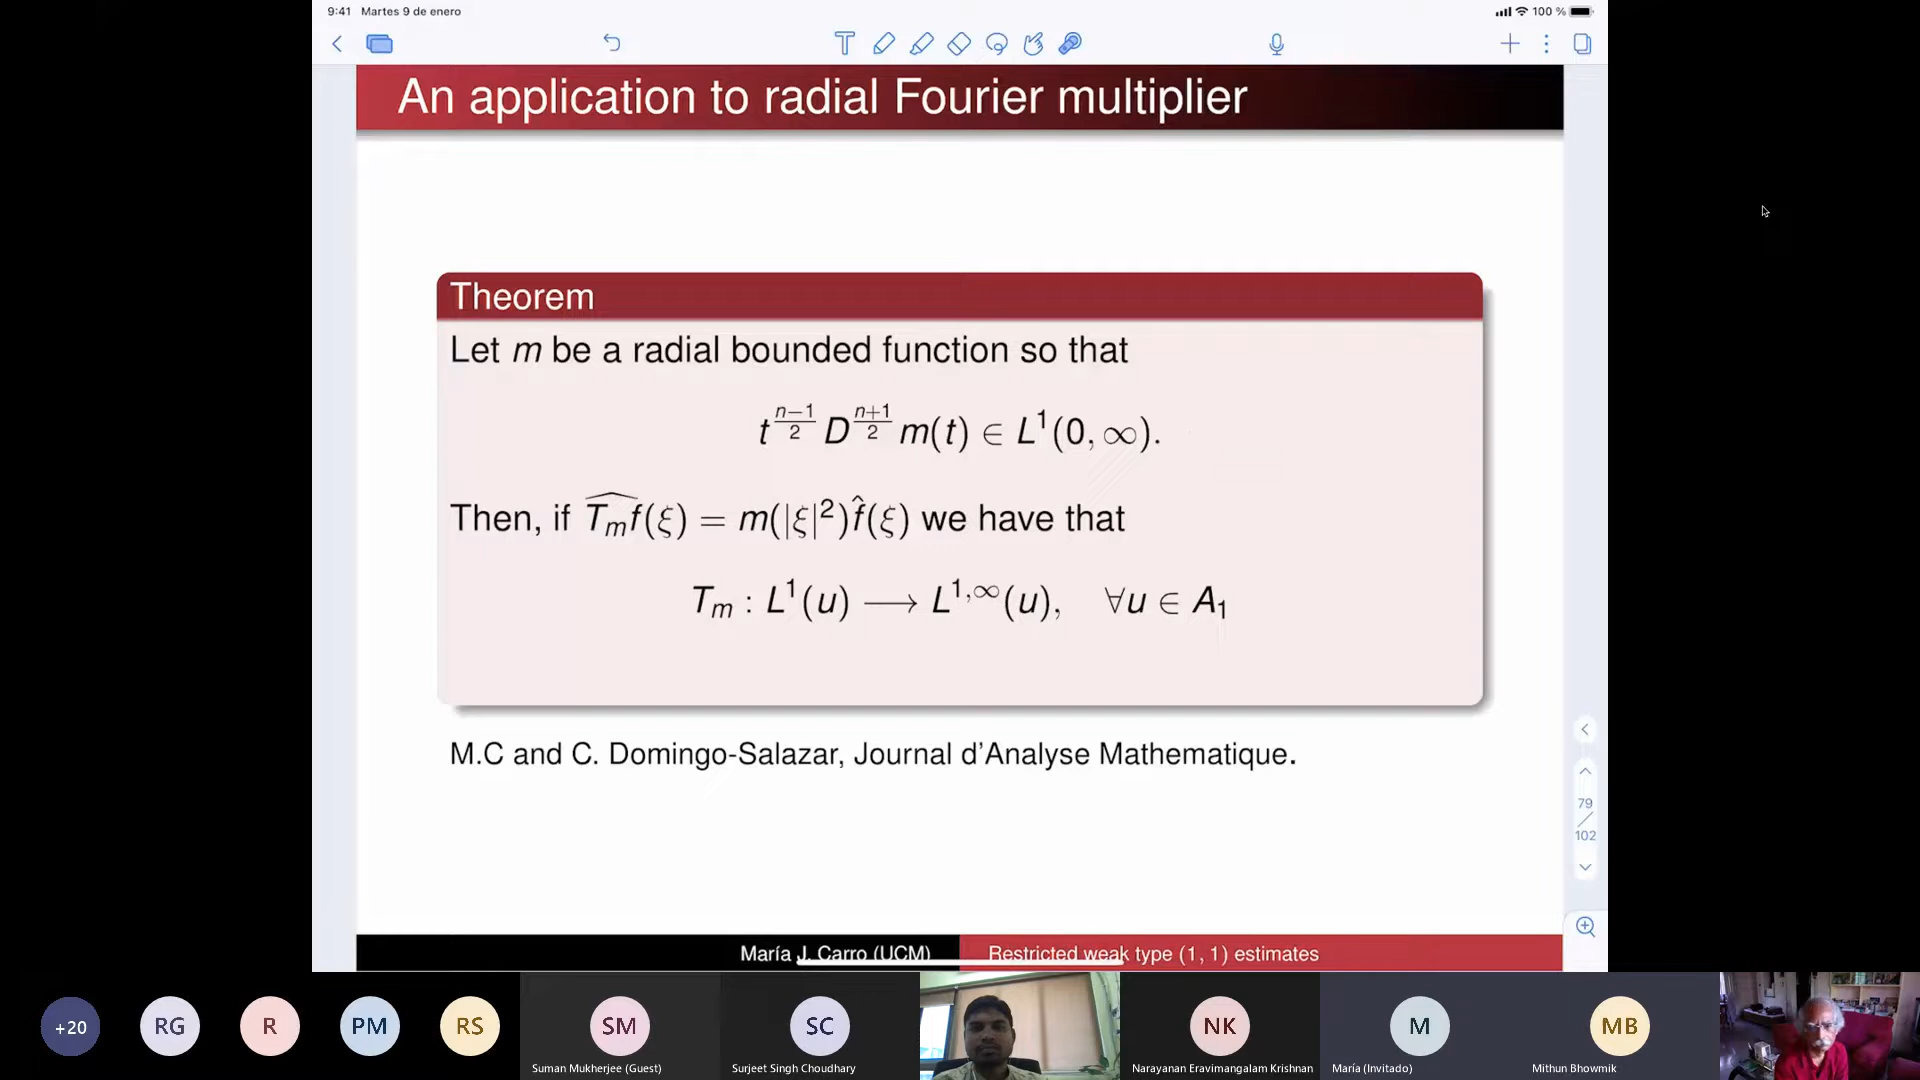 9:41 Martes 9 de enero
100 %
An application to radial Fourier multiplier
Theorem
Let m be a radial bounded function so that
t^{\frac{n-1}{2}} D^{\frac{n+1}{2}} m(t) ∈ L^1(0, ∞).
Then, if \widehat{T_m f}(ξ) = m(|ξ|^2)\hat{f}(ξ) we have that
T_m : L^1(u) ⟶ L^{1,∞}(u), ∀u ∈ A_1
M.C and C. Domingo-Salazar, Journal d'Analyse Mathematique.
79
102
María J. Carro (UCM)
Restricted weak type (1, 1) estimates
+20
RG
R
PM
RS
SM
SC
NK
M
MB
Suman Mukherjee (Guest)
Surjeet Singh Choudhary
Narayanan Eravimangalam Krishnan
María (Invitado)
Mithun Bhowmik